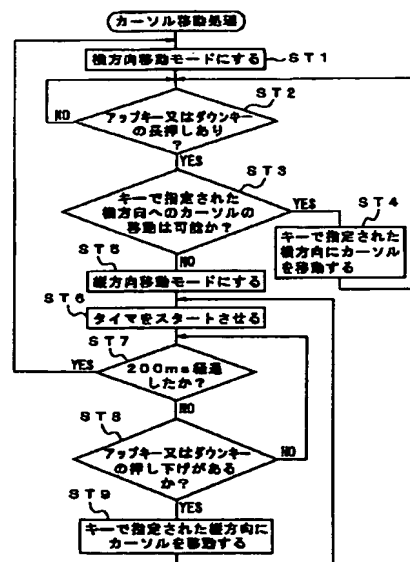 カーソル移動処理
横方向移動モードにする
ST1
ST2
アップキー又はダウンキー
の長押しあり
?
NO
YES
ST3
キーで指定された
横方向へのカーソルの
移動は可能か?
YES
ST4
キーで指定された
横方向にカーソル
を移動する
NO
ST5
縦方向移動モードにする
ST6
タイマをスタートさせる
ST7
YES
200ms経過
したか?
NO
ST8
アップキー又はダウンキー
の押し下げがある
か?
NO
ST9
YES
キーで指定された縦方向に
カーソルを移動する